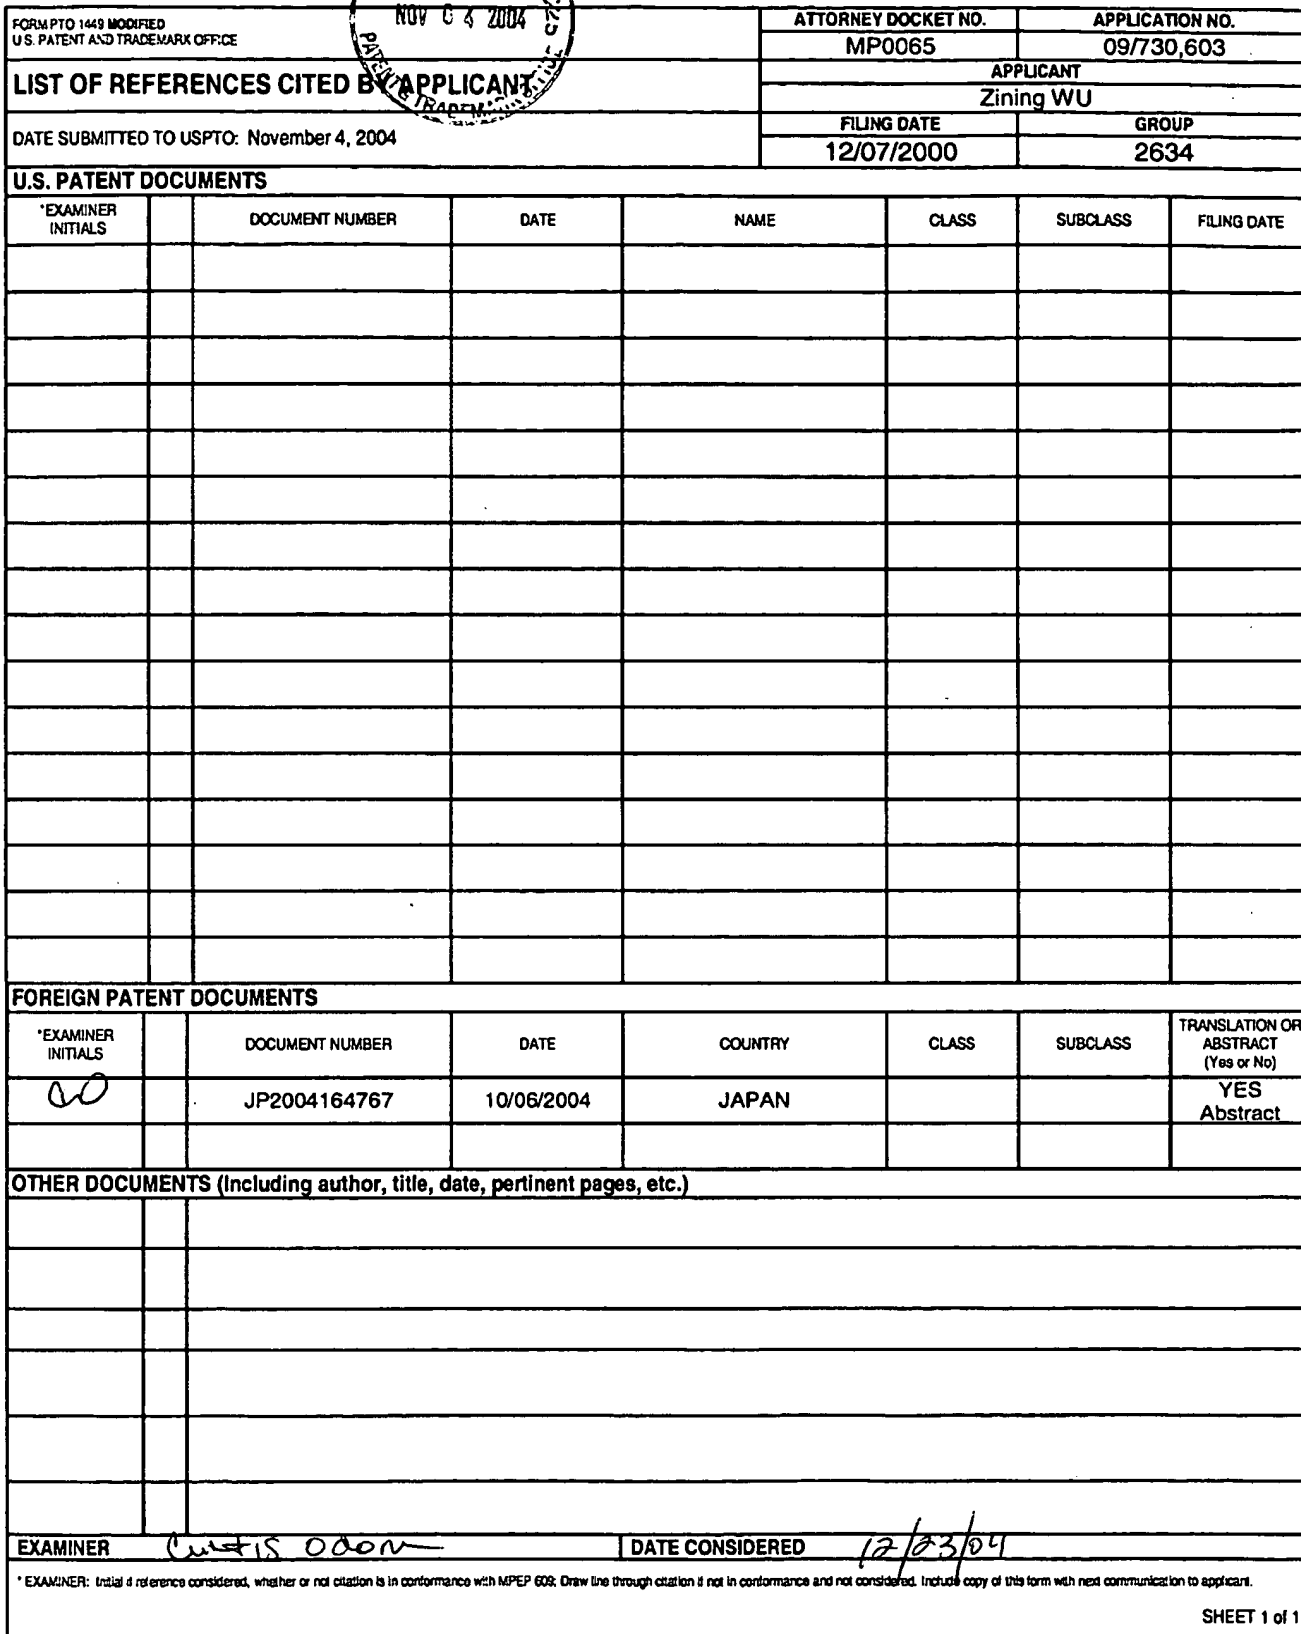 FORM PTO 1449 MODIFIED
U.S. PATENT AND TRADEMARK OFFICE
NOV 04 2004
PATENT & TRADEMARK
ATTORNEY DOCKET NO.
APPLICATION NO.
MP0065
09/730,603
LIST OF REFERENCES CITED BY APPLICANT
APPLICANT
Zining WU
DATE SUBMITTED TO USPTO: November 4, 2004
FILING DATE
GROUP
12/07/2000
2634
U.S. PATENT DOCUMENTS
*EXAMINER INITIALS
DOCUMENT NUMBER
DATE
NAME
CLASS
SUBCLASS
FILING DATE
FOREIGN PATENT DOCUMENTS
*EXAMINER INITIALS
DOCUMENT NUMBER
DATE
COUNTRY
CLASS
SUBCLASS
TRANSLATION OR ABSTRACT (Yes or No)
CO
JP2004164767
10/06/2004
JAPAN
YES Abstract
OTHER DOCUMENTS (Including author, title, date, pertinent pages, etc.)
EXAMINER Curtis Odom
DATE CONSIDERED 12/23/04
* EXAMINER: Initial if reference considered, whether or not citation is in conformance with MPEP 609; Draw line through citation if not in conformance and not considered. Include copy of this form with next communication to applicant.
SHEET 1 of 1